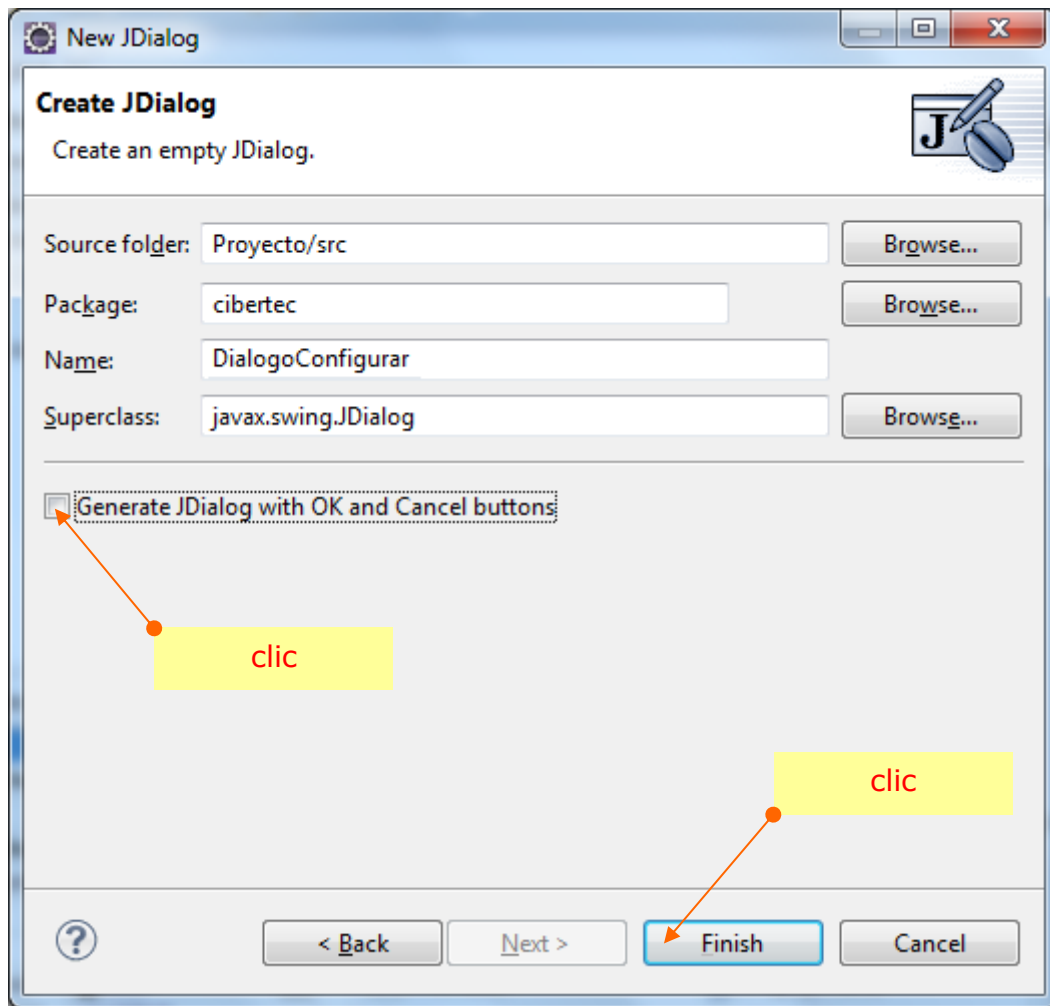 New JDialog
Create JDialog
Create an empty JDialog.
J
Source folder: Proyecto/src Browse...
Package: cibertec Browse...
Name: DialogoConfigurar
Superclass: javax.swing.JDialog Browse...
Generate JDialog with OK and Cancel buttons
clic
clic
? < Back Next > Finish Cancel